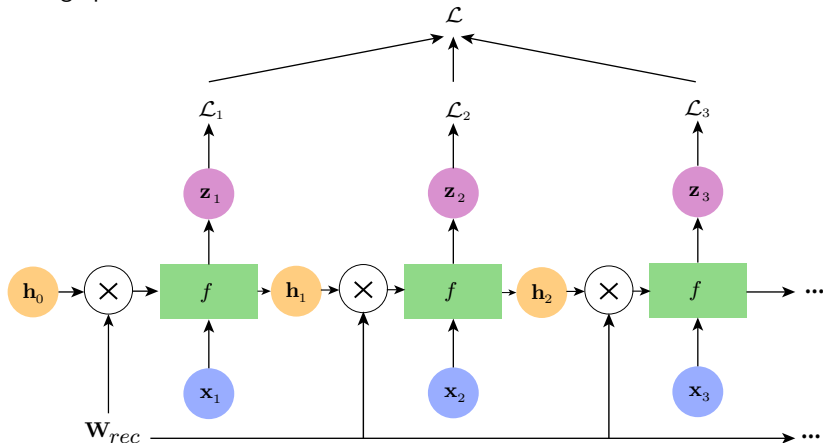 ℒ
ℒ₁ ℒ₂ ℒ₃
z₁ z₂ z₃
h₀ × f h₁ × f h₂ × f ...
x₁ x₂ x₃
W_rec ...